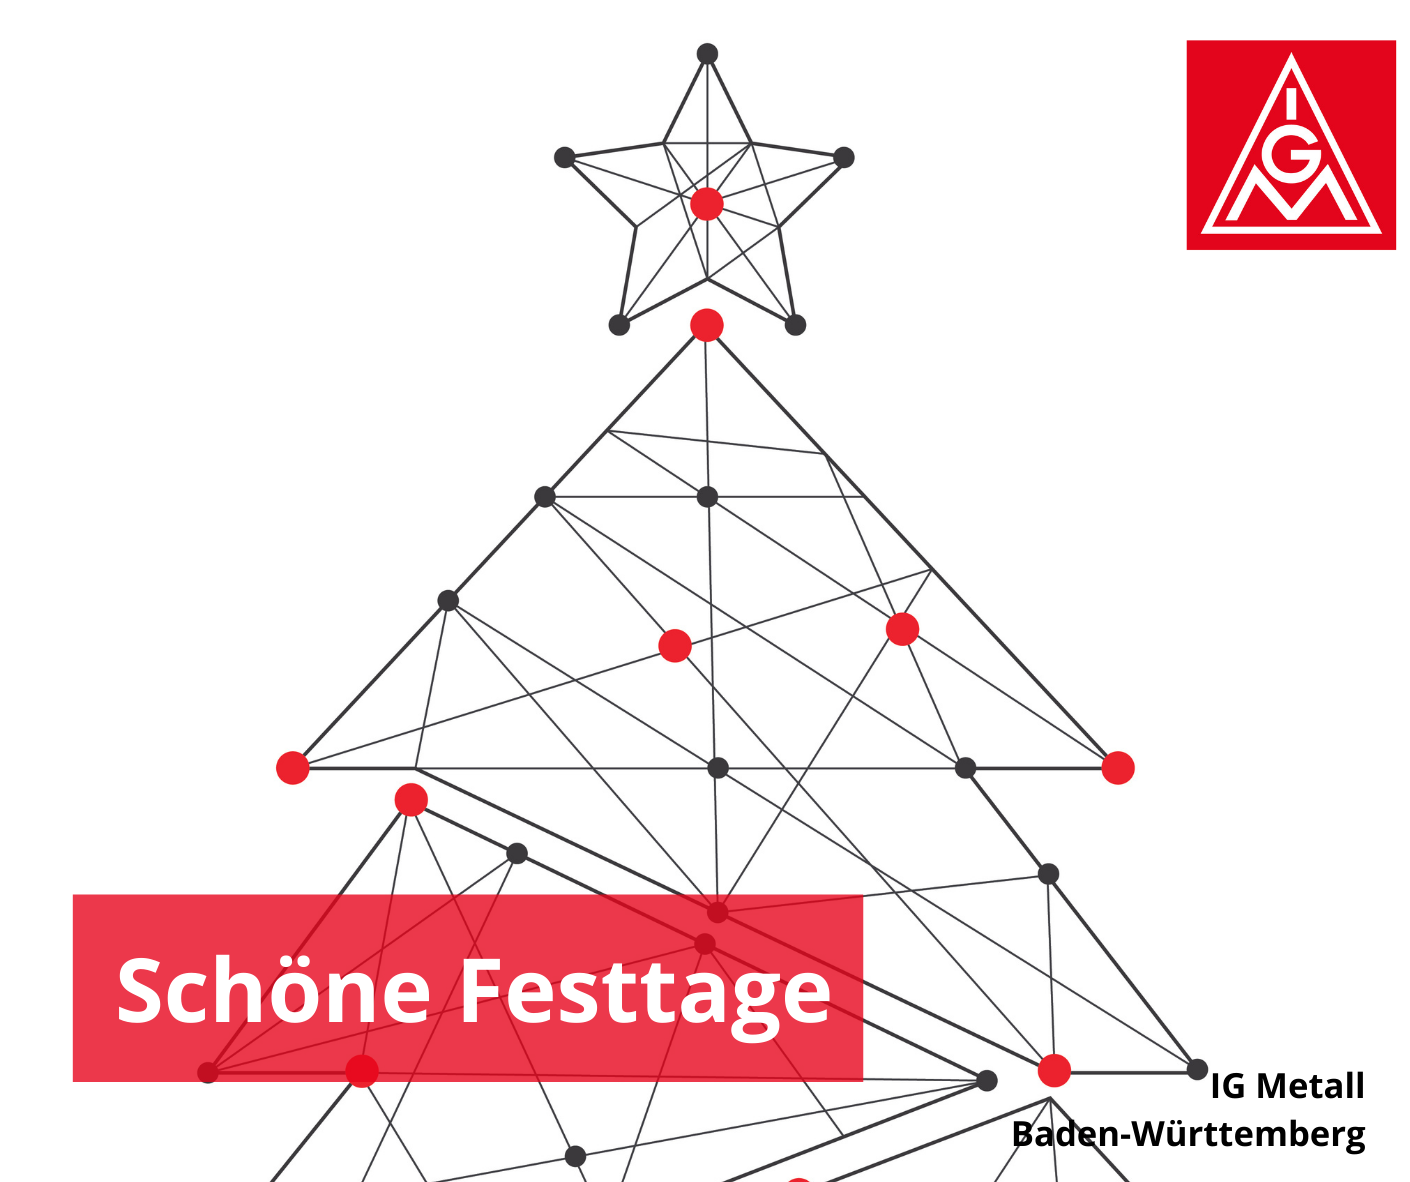 IGM
Schöne Festtage
IG Metall
Baden-Württemberg